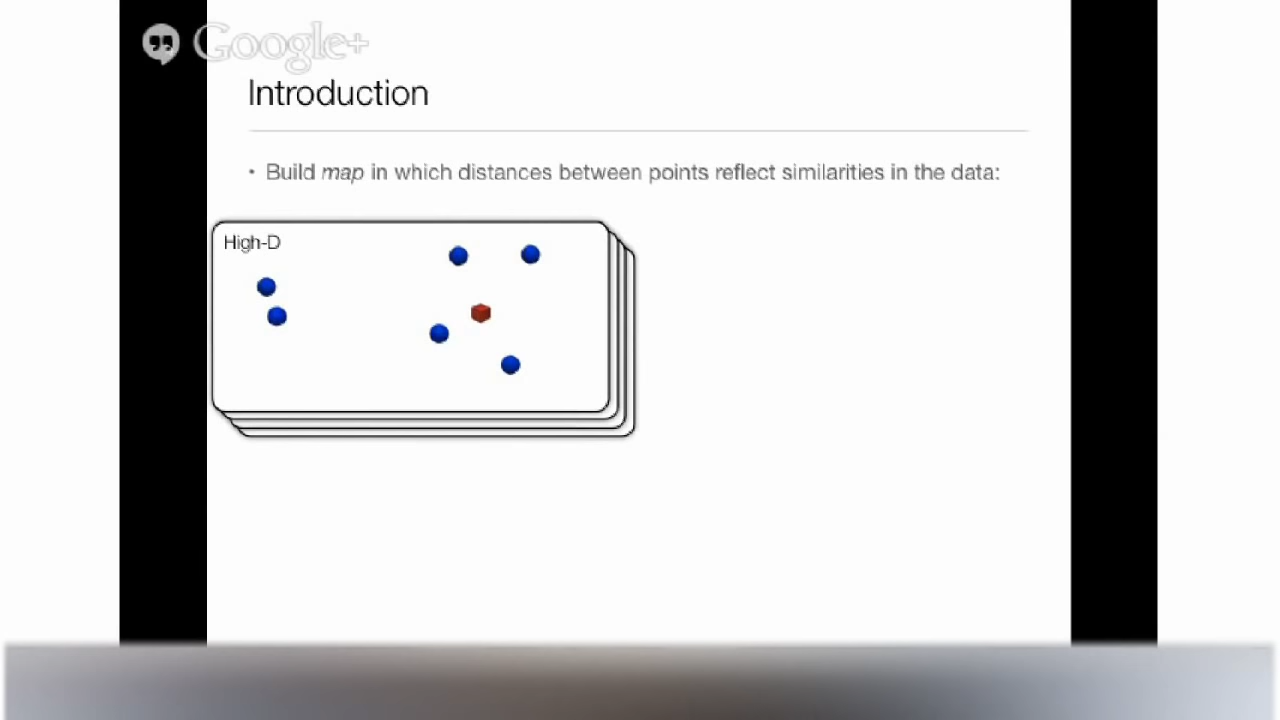 Google+
Introduction
• Build map in which distances between points reflect similarities in the data:
High-D